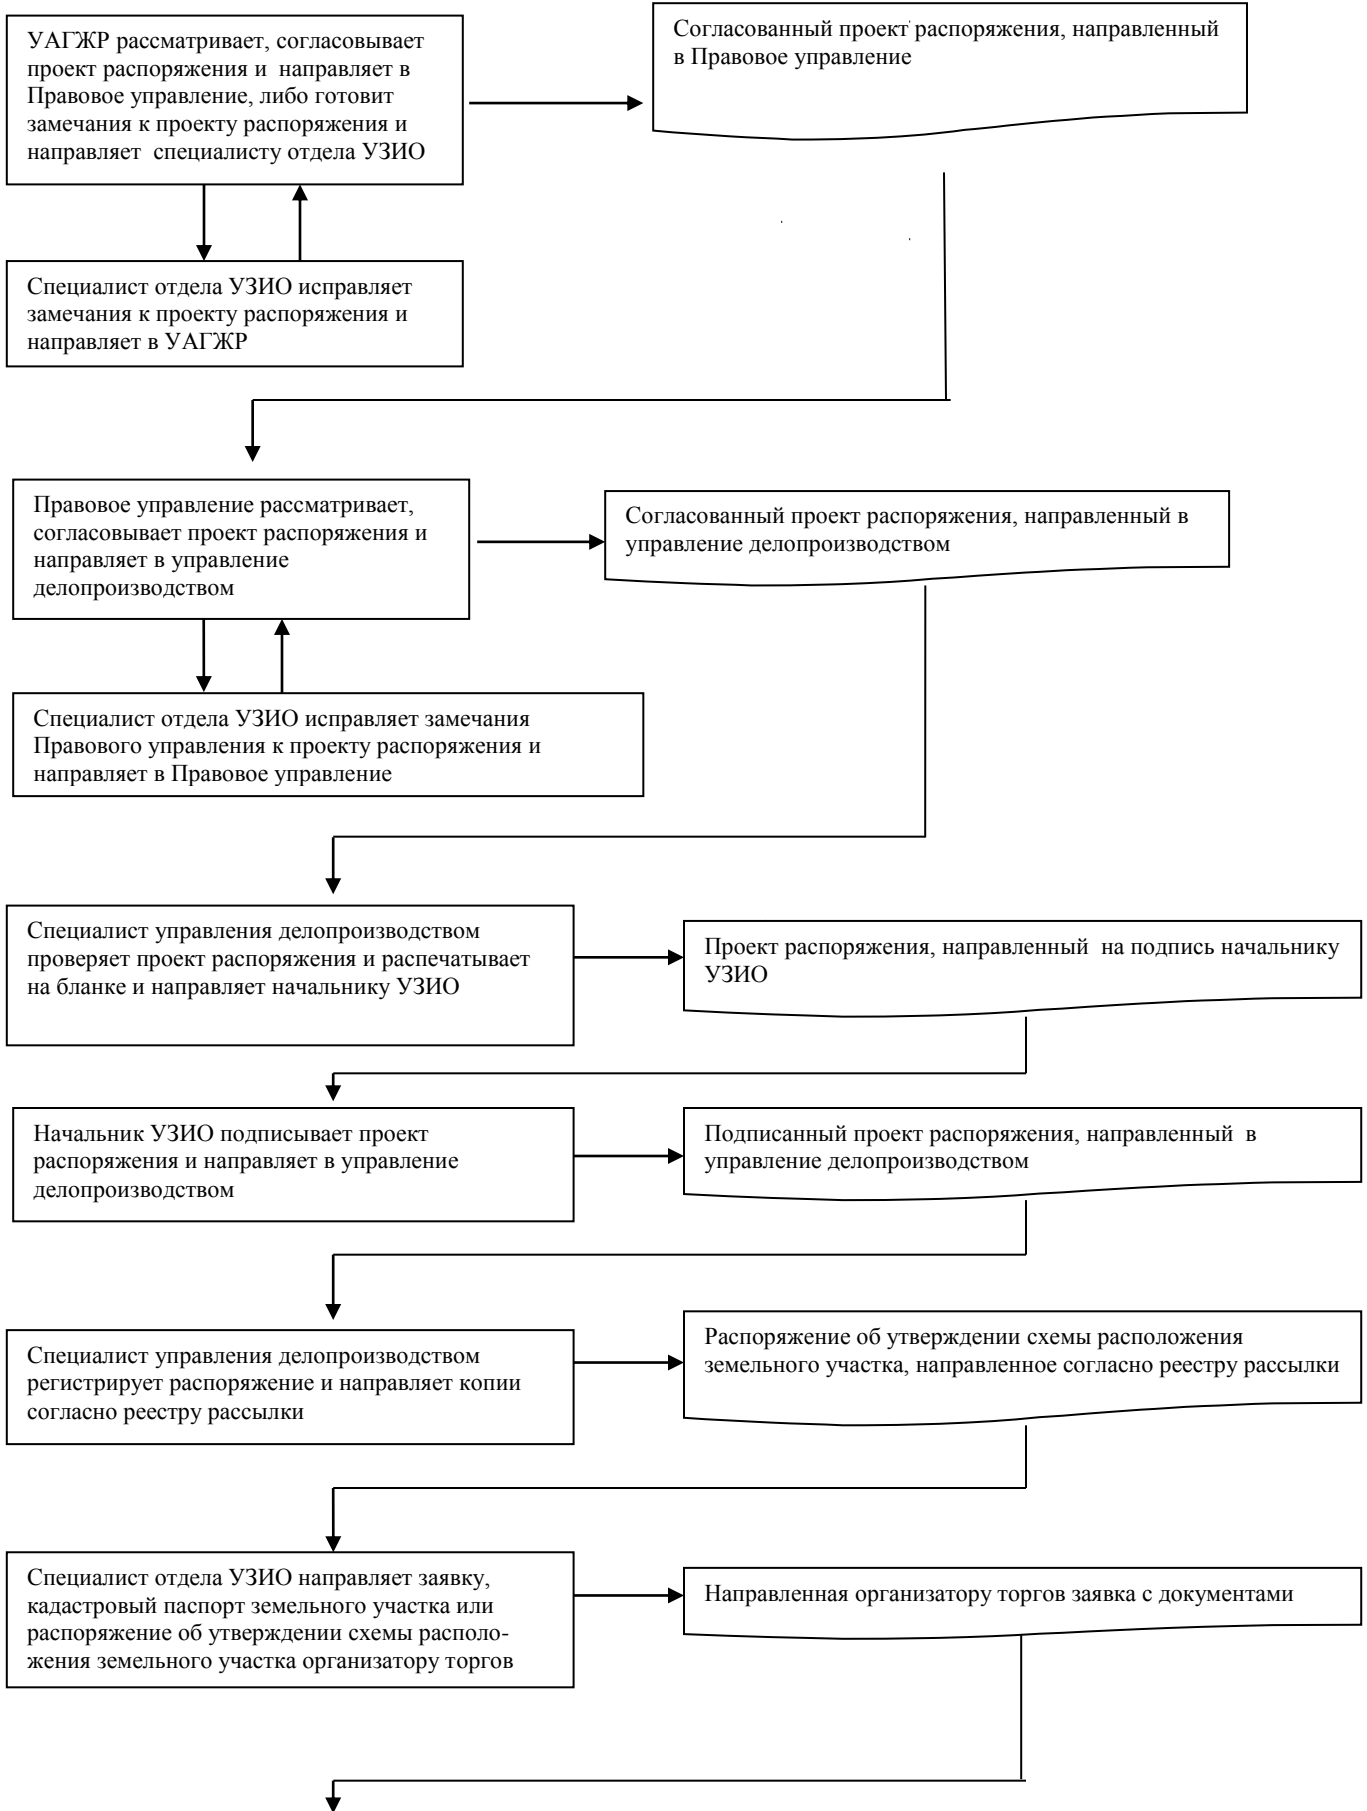 УАГЖР рассматривает, согласовывает
проект распоряжения и направляет в
Правовое управление, либо готовит
замечания к проекту распоряжения и
направляет специалисту отдела УЗИО
Согласованный проект распоряжения, направленный
в Правовое управление
Специалист отдела УЗИО исправляет
замечания к проекту распоряжения и
направляет в УАГЖР
Правовое управление рассматривает,
согласовывает проект распоряжения и
направляет в управление
делопроизводством
Согласованный проект распоряжения, направленный в
управление делопроизводством
Специалист отдела УЗИО исправляет замечания
Правового управления к проекту распоряжения и
направляет в Правовое управление
Специалист управления делопроизводством
проверяет проект распоряжения и распечатывает
на бланке и направляет начальнику УЗИО
Проект распоряжения, направленный на подпись начальнику
УЗИО
Начальник УЗИО подписывает проект
распоряжения и направляет в управление
делопроизводством
Подписанный проект распоряжения, направленный в
управление делопроизводством
Специалист управления делопроизводством
регистрирует распоряжение и направляет копии
согласно реестру рассылки
Распоряжение об утверждении схемы расположения
земельного участка, направленное согласно реестру рассылки
Специалист отдела УЗИО направляет заявку,
кадастровый паспорт земельного участка или
распоряжение об утверждении схемы располо-
жения земельного участка организатору торгов
Направленная организатору торгов заявка с документами